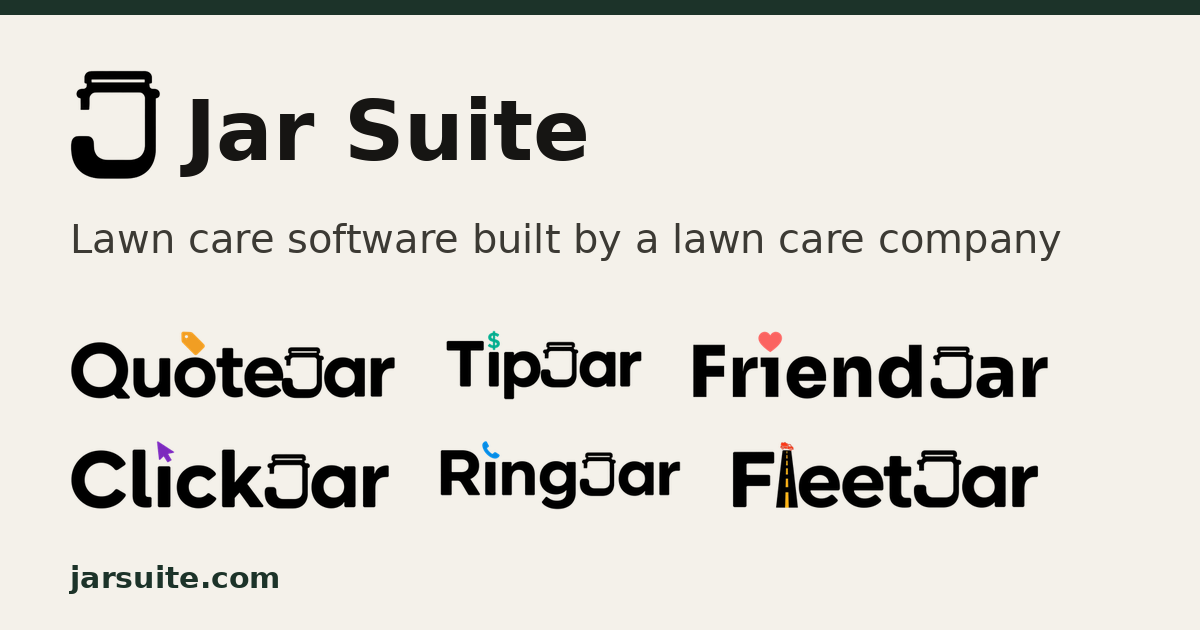 Jar Suite
Lawn care software built by a lawn care company
QuoteJar TipJar FriendJar
ClickJar RingJar FleetJar
jarsuite.com